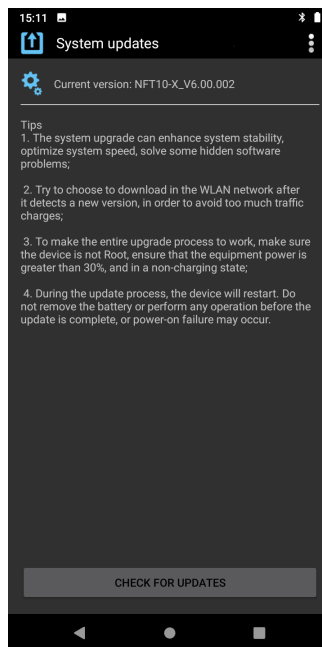 15:11
System updates
Current version: NFT10-X_V6.00.002
Tips
1. The system upgrade can enhance system stability,
optimize system speed, solve some hidden software
problems;
2. Try to choose to download in the WLAN network after
it detects a new version, in order to avoid too much traffic
charges;
3. To make the entire upgrade process to work, make sure
the device is not Root, ensure that the equipment power is
greater than 30%, and in a non-charging state;
4. During the update process, the device will restart. Do
not remove the battery or perform any operation before the
update is complete, or power-on failure may occur.
CHECK FOR UPDATES